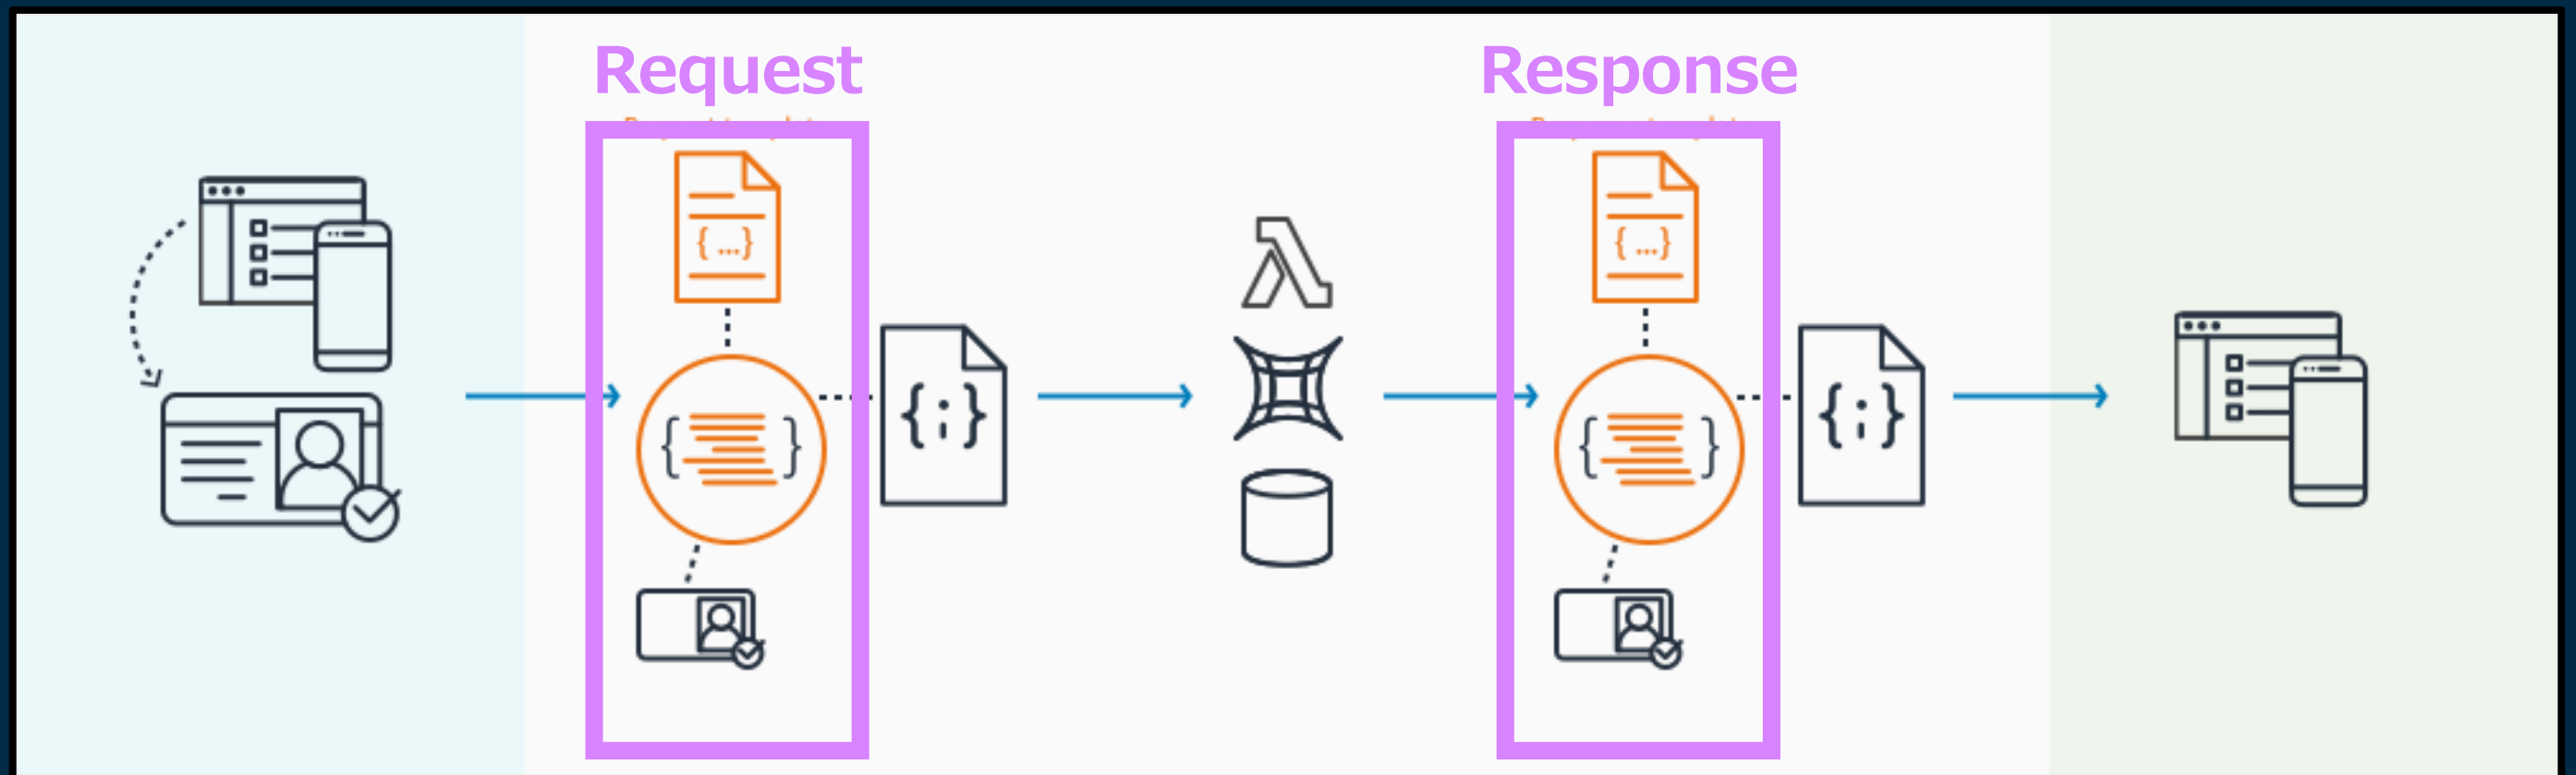 Request
Response
{ ... }
{ ... }
{ ; }
{ ; }